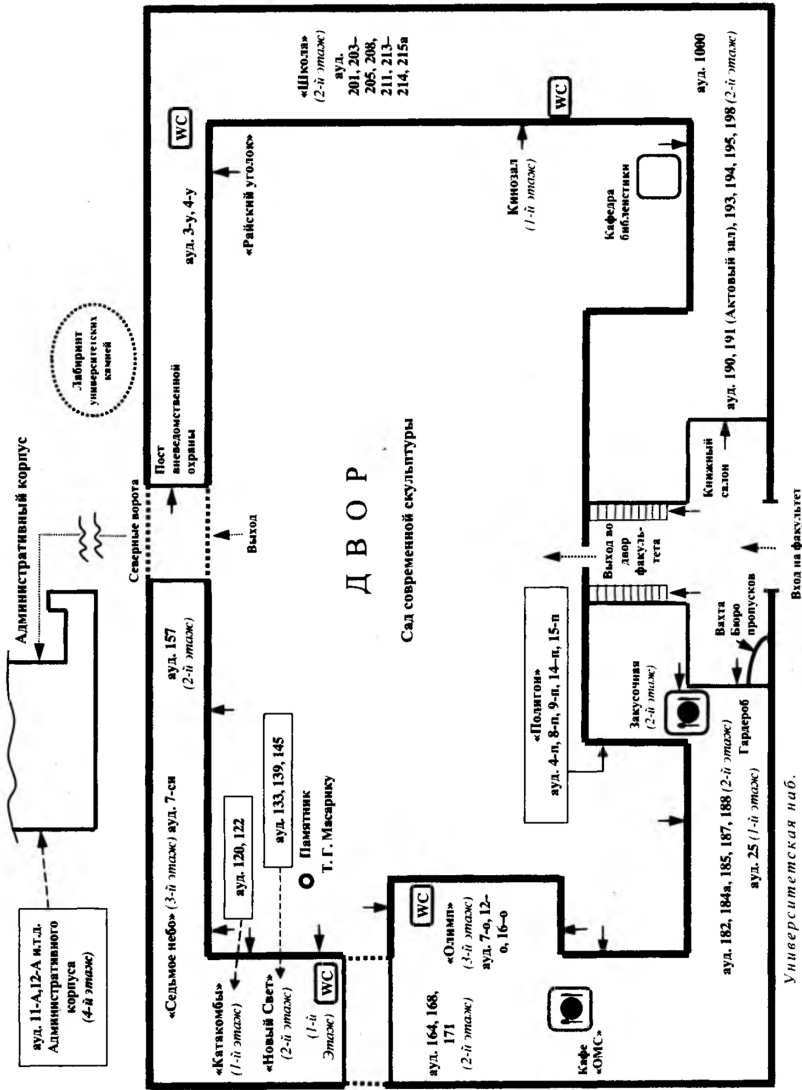 ауд. 11-А,12-А и.т.д.
Административного
корпуса
(4-й этаж)
Административный корпус
Северные ворота
Лабиринт
университетских
камней
«Седьмое небо» (3-й этаж) ауд. 7-сн
ауд. 157
(2-й этаж)
Пост
вневедомственной
охраны
ауд. 3-у, 4-у
WC
«Школа»
(2-й этаж)
ауд.
201, 203–
205, 208,
211, 213–
214, 215а
«Катакомбы»
(1-й этаж)
ауд. 120, 122
«Новый Свет»
(2-й этаж)
ауд. 133, 139, 145
(1-й
Этаж)
WC
Памятник
Т. Г. Масарику
Выход
«Райский уголок»
ДВОР
Сад современной скульптуры
Кинозал
(1-й этаж)
WC
ауд. 164, 168,
171
(2-й этаж)
WC
«Олимп»
(3-й этаж)
ауд. 7-о, 12–
о, 16–о
Кафе
«ОМС»
«Полигон»
ауд. 4-п, 8-п, 9-п, 14–п, 15-п
Закусочная
(2-й этаж)
Выход во
двор
факуль-
тета
Кафедра
библеистики
ауд. 182, 184а, 185, 187, 188 (2-й этаж)
ауд. 25 (1-й этаж)
Гардероб
Вахта
Бюро
пропусков
Книжный
салон
ауд. 190, 191 (Актовый зал), 193, 194, 195, 198 (2-й этаж)
ауд. 1000
Университетская наб.
Вход на факультет